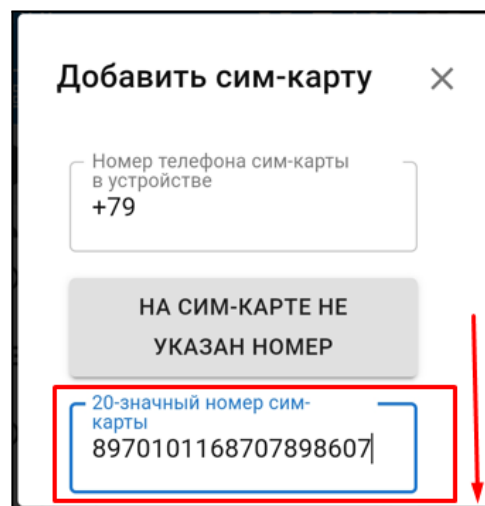 Добавить сим-карту
Номер телефона сим-карты
в устройстве
+79
НА СИМ-КАРТЕ НЕ
УКАЗАН НОМЕР
20-значный номер сим-
карты
8970101168707898607